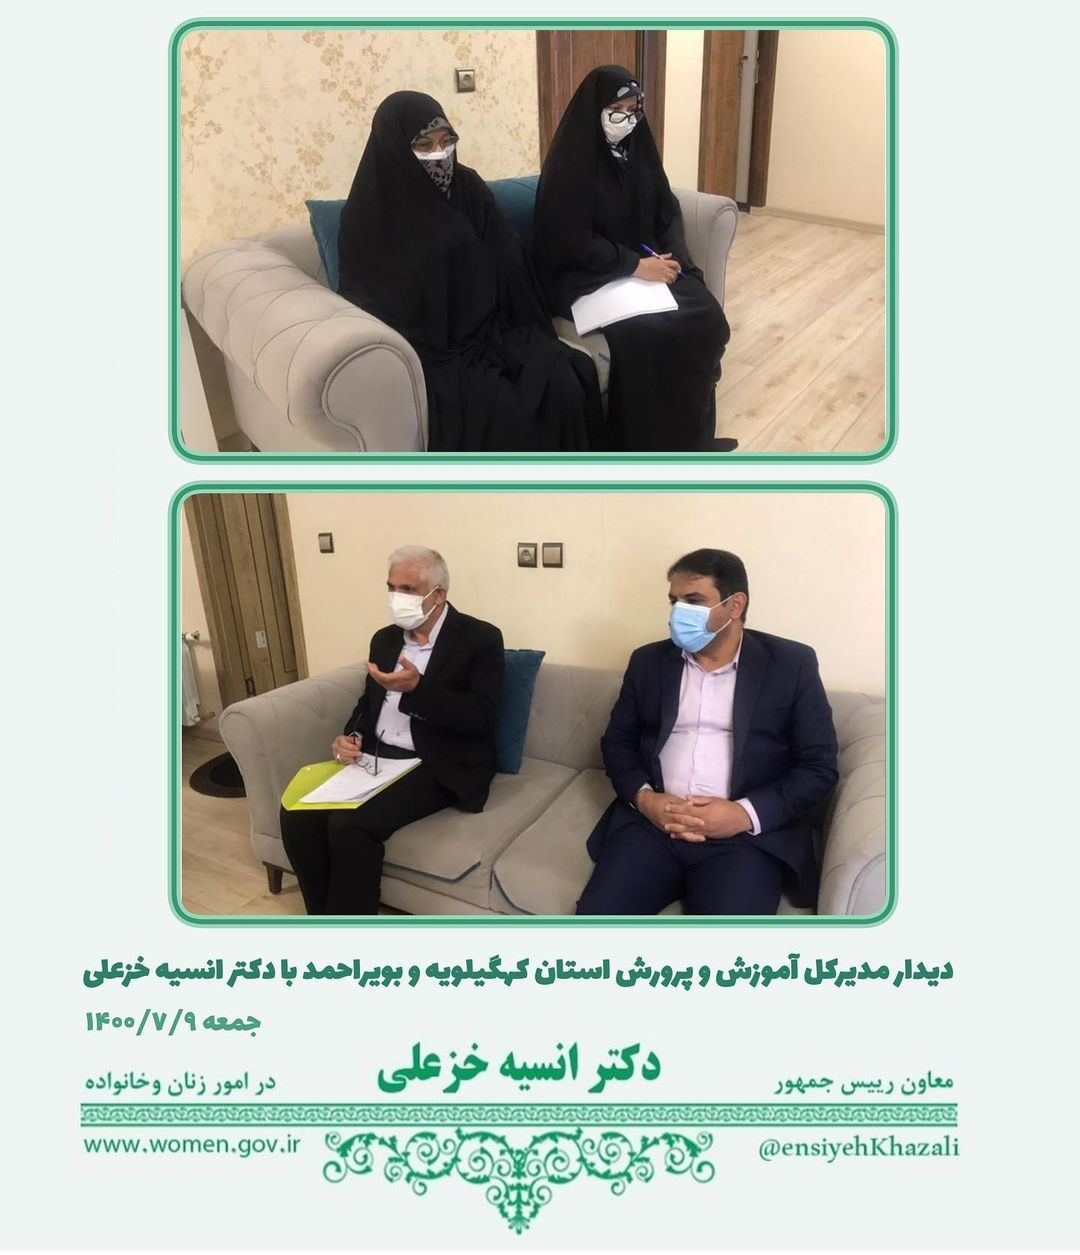 دیدار مدیرکل آموزش و پرورش استان کهگیلویه و بویراحمد با دکتر انسیه خزعلی
جمعه ۱۴۰۰/۷/۹
معاون رییس جمهور
دکتر انسیه خزعلی
در امور زنان وخانواده
@ensiyehKhazali
www.women.gov.ir